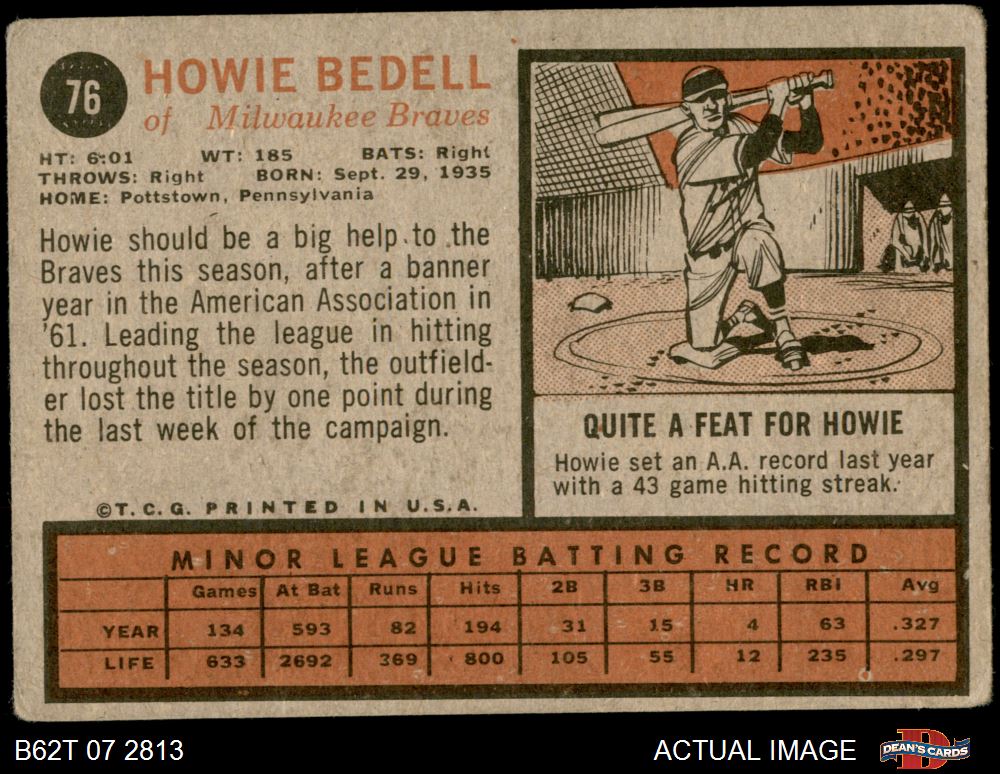 76
HOWIE BEDELL
of Milwaukee Braves
HT: 6:01 WT: 185 BATS: Right
THROWS: Right BORN: Sept. 29, 1935
HOME: Pottstown, Pennsylvania
Howie should be a big help to the
Braves this season, after a banner
year in the American Association in
'61. Leading the league in hitting
throughout the season, the outfield-
er lost the title by one point during
the last week of the campaign.
©T. C. G. PRINTED IN U.S.A.
QUITE A FEAT FOR HOWIE
Howie set an A.A. record last year
with a 43 game hitting streak.
MINOR LEAGUE BATTING RECORD
Games At Bat Runs Hits 2B 3B HR RBI Avg
YEAR 134 593 82 194 31 15 4 63 .327
LIFE 633 2692 369 800 105 55 12 235 .297
B62T 07 2813 ACTUAL IMAGE DEAN'S CARDS